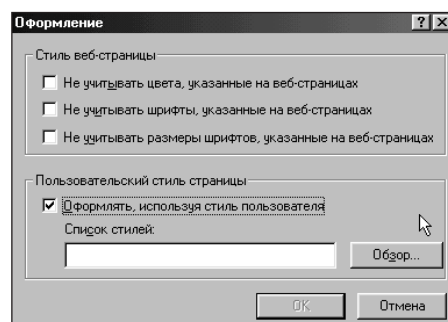 Оформление
Стиль веб-страницы
Не учитывать цвета, указанные на веб-страницах
Не учитывать шрифты, указанные на веб-страницах
Не учитывать размеры шрифтов, указанные на веб-страницах
Пользовательский стиль страницы
Оформлять, используя стиль пользователя
Список стилей:
Обзор...
ОК
Отмена